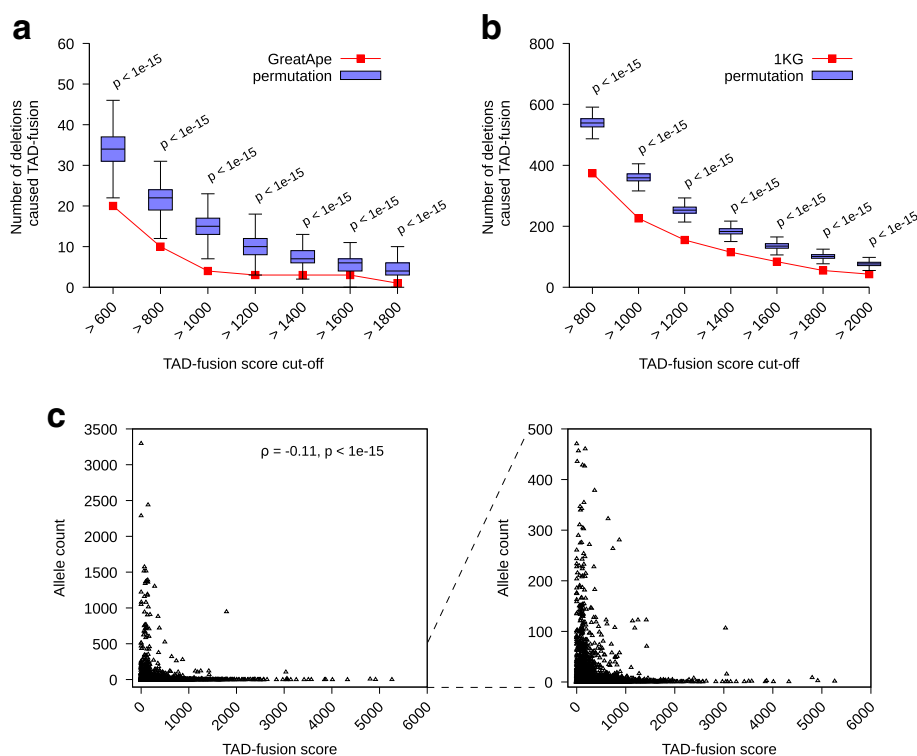 a
60
50
40
30
20
10
0
Number of deletions
caused TAD-fusion
GreatApe
permutation
p < 1e-15
p < 1e-15
p < 1e-15
p < 1e-15
p < 1e-15
p < 1e-15
p < 1e-15
> 600
> 800
> 1000
> 1200
> 1400
> 1600
> 1800
TAD-fusion score cut-off
b
800
600
400
200
0
Number of deletions
caused TAD-fusion
1KG
permutation
p < 1e-15
p < 1e-15
p < 1e-15
p < 1e-15
p < 1e-15
p < 1e-15
p < 1e-15
> 800
> 1000
> 1200
> 1400
> 1600
> 1800
> 2000
TAD-fusion score cut-off
c
3500
3000
2500
2000
1500
1000
500
0
Allele count
ρ = -0.11, p < 1e-15
0
1000
2000
3000
4000
5000
6000
TAD-fusion score
500
400
300
200
100
0
Allele count
0
1000
2000
3000
4000
5000
6000
TAD-fusion score